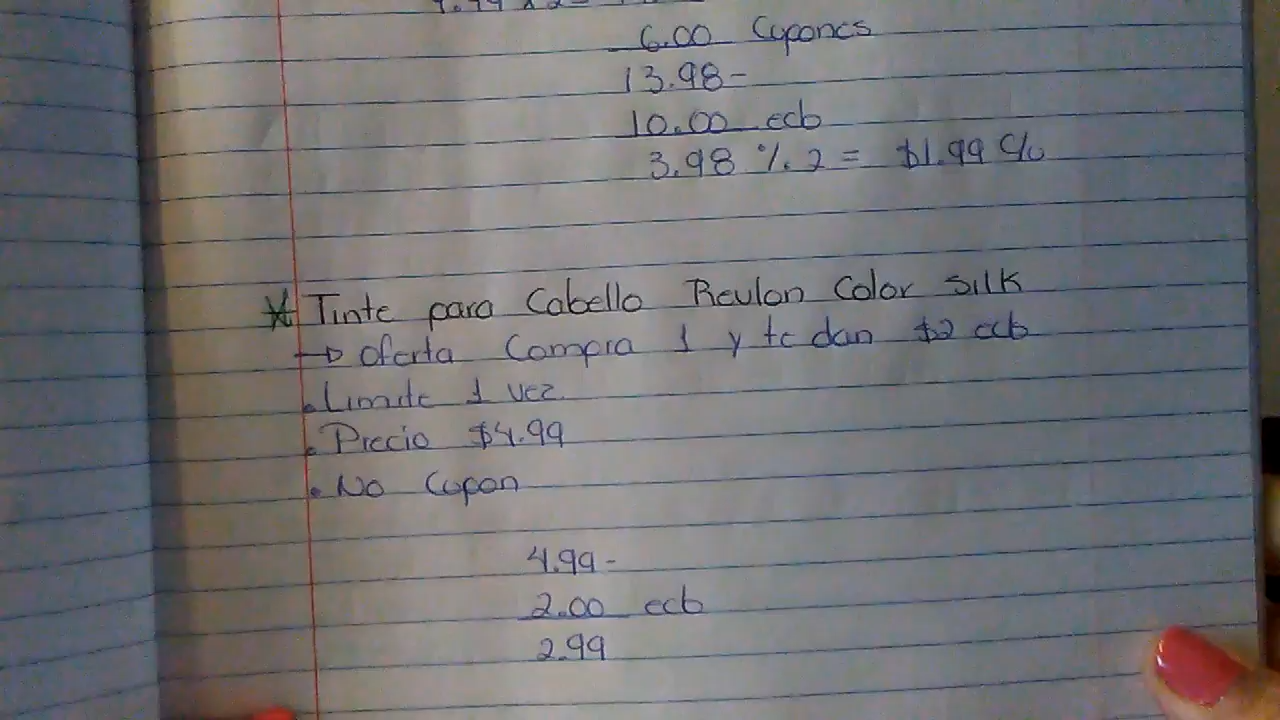 6.00 Cupones
13.98-
10.00 ecb
3.98 % 2 = $1.99 c/u
* Tinte para Cabello Revlon Color Silk
→ oferta Compra 1 y te dan $2 ecb
. Limite 1 vez
. Precio $4.99
. No Cupon
4.99-
2.00 ecb
2.99